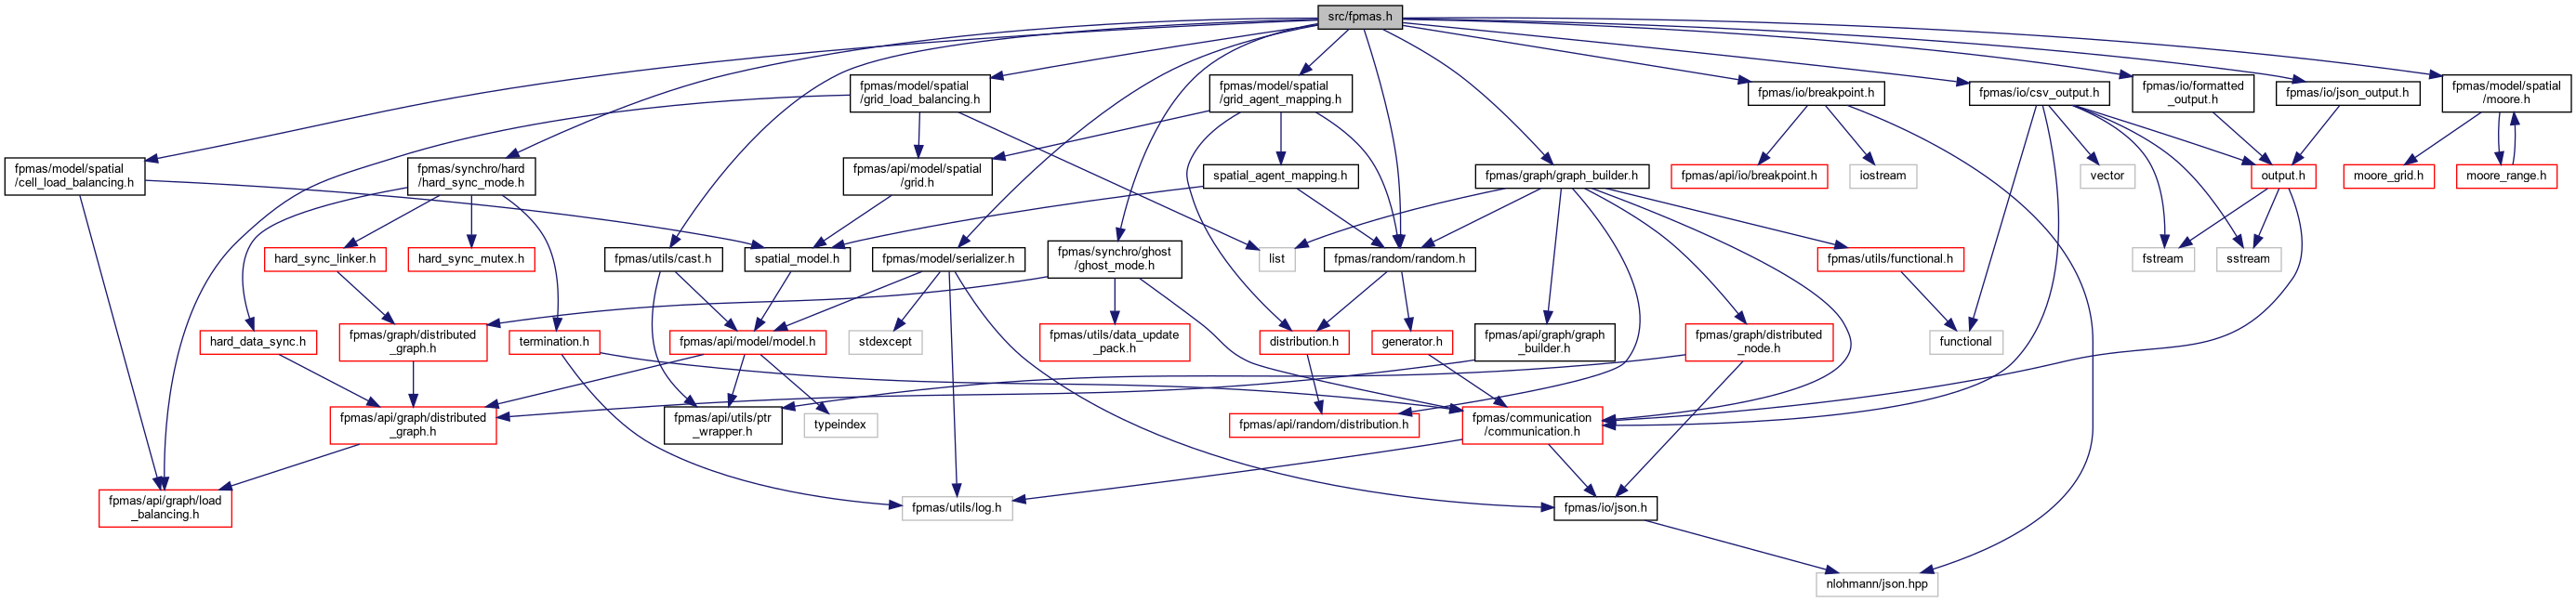 src/fpmas.h
fpmas/model/spatial
/grid_load_balancing.h
fpmas/model/spatial
/grid_agent_mapping.h
fpmas/io/breakpoint.h
fpmas/io/csv_output.h
fpmas/io/formatted
_output.h
fpmas/io/json_output.h
fpmas/model/spatial
/moore.h
fpmas/model/spatial
/cell_load_balancing.h
fpmas/synchro/hard
/hard_sync_mode.h
fpmas/api/model/spatial
/grid.h
spatial_agent_mapping.h
fpmas/graph/graph_builder.h
fpmas/api/io/breakpoint.h
iostream
vector
output.h
moore_grid.h
moore_range.h
hard_sync_linker.h
hard_sync_mutex.h
fpmas/utils/cast.h
spatial_model.h
fpmas/model/serializer.h
fpmas/synchro/ghost
/ghost_mode.h
list
fpmas/random/random.h
fpmas/utils/functional.h
fstream
sstream
hard_data_sync.h
fpmas/graph/distributed
_graph.h
termination.h
fpmas/api/model/model.h
stdexcept
fpmas/utils/data_update
_pack.h
distribution.h
generator.h
fpmas/api/graph/graph
_builder.h
fpmas/graph/distributed
_node.h
functional
fpmas/api/graph/distributed
_graph.h
fpmas/api/utils/ptr
_wrapper.h
typeindex
fpmas/api/random/distribution.h
fpmas/communication
/communication.h
fpmas/api/graph/load
_balancing.h
fpmas/utils/log.h
fpmas/io/json.h
nlohmann/json.hpp